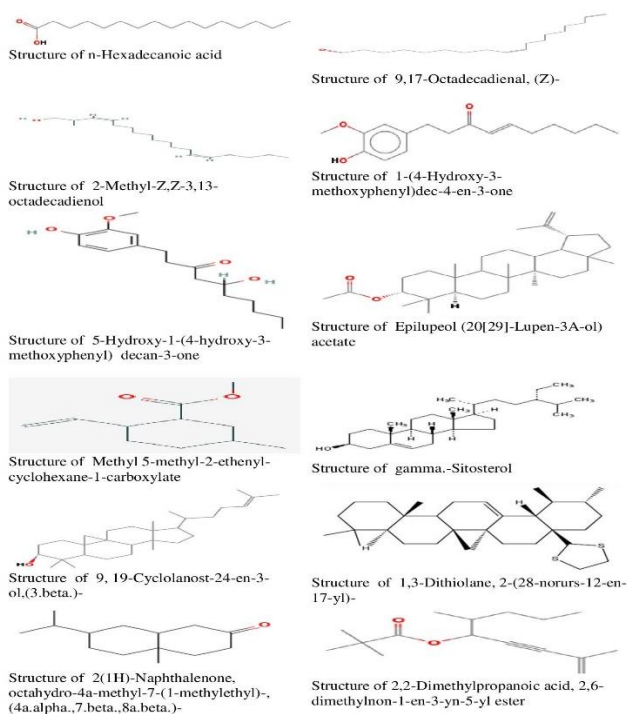 Structure of n-Hexadecanoic acid
Structure of 9,17-Octadecadienal, (Z)-
Structure of 2-Methyl-Z,Z-3,13-
octadecadienol
Structure of 1-(4-Hydroxy-3-
methoxyphenyl)dec-4-en-3-one
Structure of 5-Hydroxy-1-(4-hydroxy-3-
methoxyphenyl) decan-3-one
Structure of Epilupeol (20[29]-Lupen-3A-ol)
acetate
Structure of Methyl 5-methyl-2-ethenyl-
cyclohexane-1-carboxylate
Structure of gamma.-Sitosterol
Structure of 9, 19-Cyclolanost-24-en-3-
ol,(3.beta.)-
Structure of 1,3-Dithiolane, 2-(28-norurs-12-en-
17-yl)-
Structure of 2(1H)-Naphthalenone,
octahydro-4a-methyl-7-(1-methylethyl)-,
(4a.alpha.,7.beta.,8a.beta.)-
Structure of 2,2-Dimethylpropanoic acid, 2,6-
dimethylnon-1-en-3-yn-5-yl ester